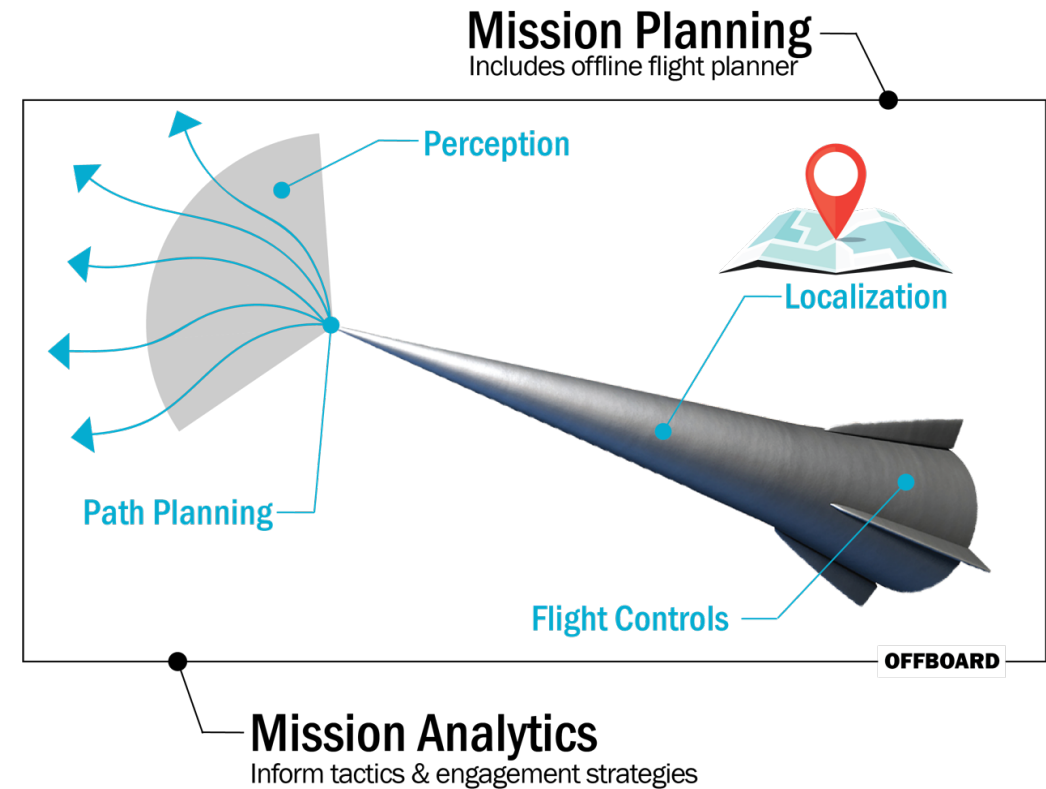 Mission Planning
Includes offline flight planner
Perception
Localization
Path Planning
Flight Controls
OFFBOARD
Mission Analytics
Inform tactics & engagement strategies